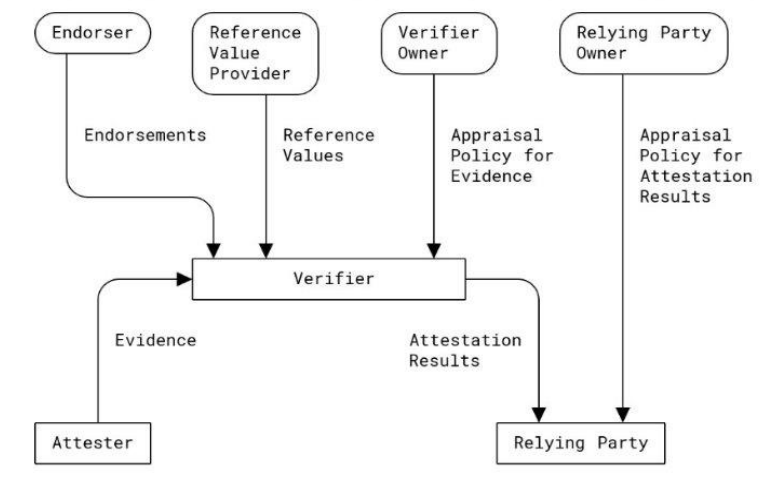 Endorser
Reference
Value
Provider
Verifier
Owner
Relying Party
Owner
Endorsements
Reference
Values
Appraisal
Policy for
Evidence
Appraisal
Policy for
Attestation
Results
Verifier
Evidence
Attestation
Results
Attester
Relying Party